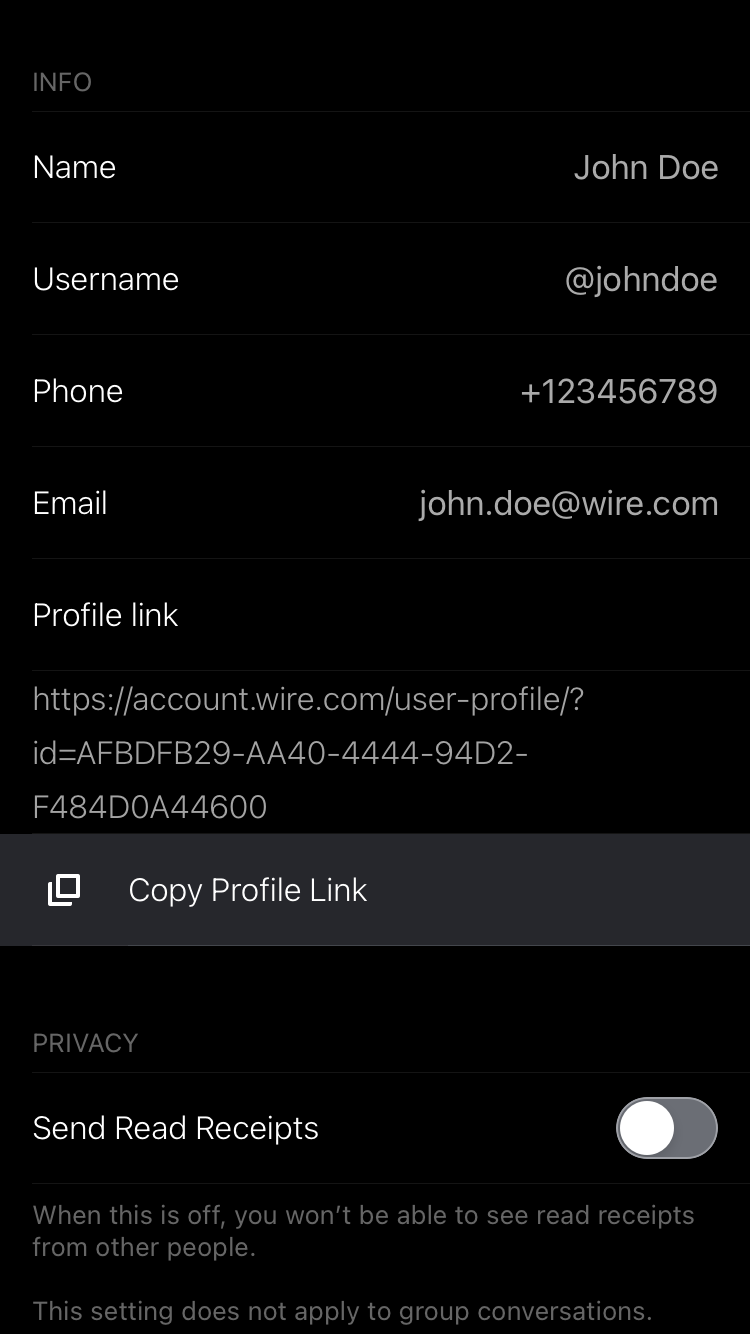 INFO
Name John Doe
Username @johndoe
Phone +123456789
Email john.doe@wire.com
Profile link
https://account.wire.com/user-profile/?
id=AFBDFB29-AA40-4444-94D2-
F484D0A44600
Copy Profile Link
PRIVACY
Send Read Receipts
When this is off, you won’t be able to see read receipts
from other people.
This setting does not apply to group conversations.